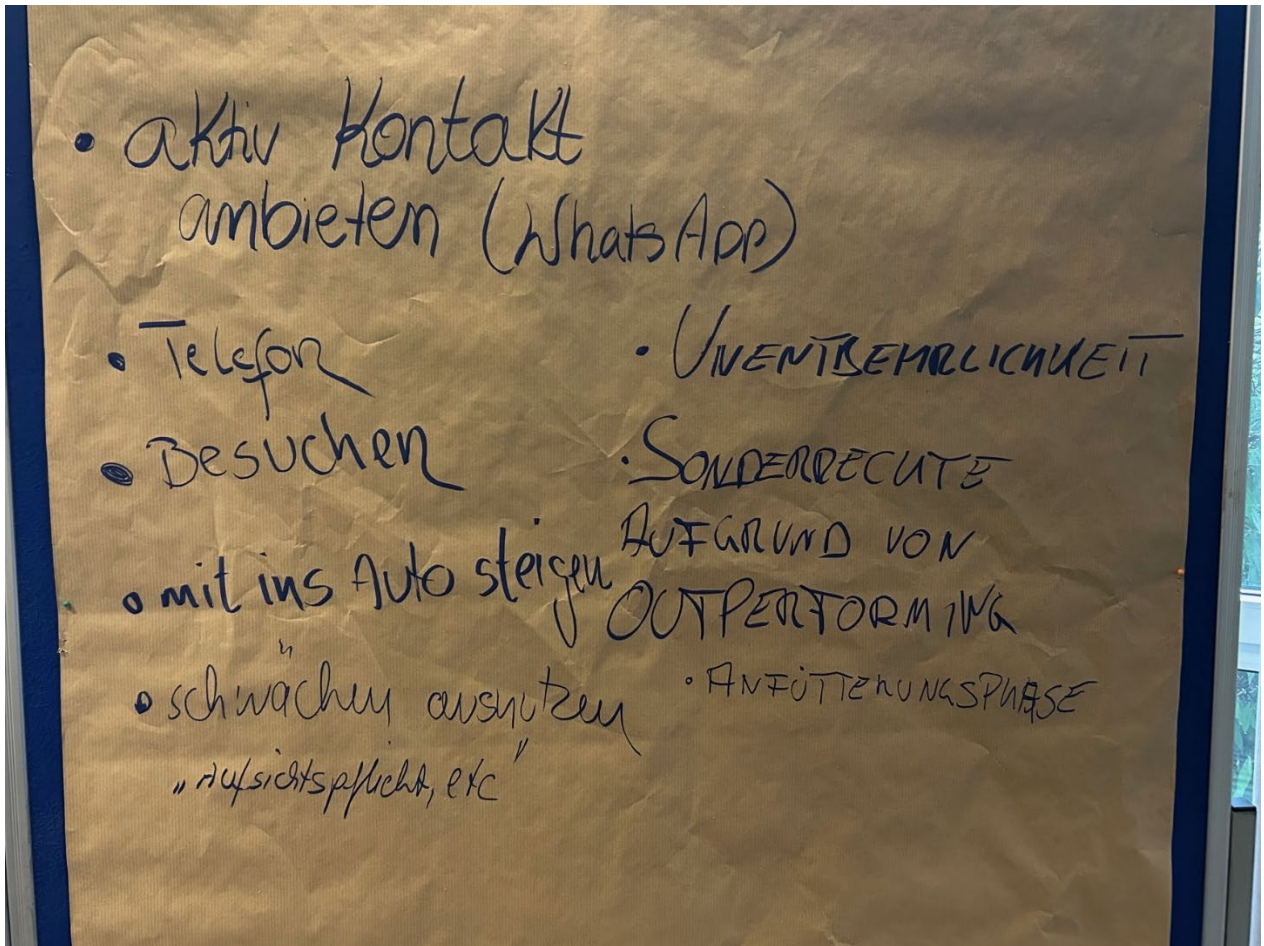 • aktiv Kontakt
anbieten (WhatsApp)
• Telefon
• Besuchen
• mit ins Auto steigen
• schwächen ausnutzen
„Aufsichtspflicht, etc"
• UNENTBEHRLICHKEIT
• SONDERRECHTE
AUFGRUND VON
OUTPERFORMING
• ANFÜTTERUNGSPHASE